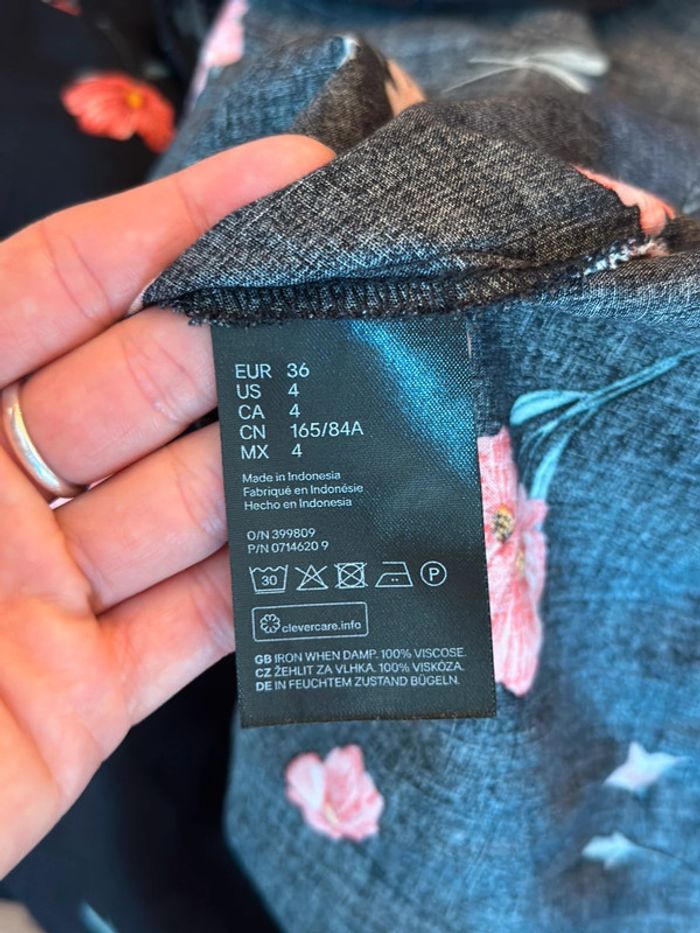 EUR 36
US 4
CA 4
CN 165/84A
MX 4
Made in Indonesia
Fabriqué en Indonésie
Hecho en Indonesia
O/N 399809
P/N 0714620 9
30 P
clevercare.info
GB IRON WHEN DAMP. 100% VISCOSE.
CZ ŽEHLIT ZA VLHKA. 100% VISKÓZA.
DE IN FEUCHTEM ZUSTAND BÜGELN.